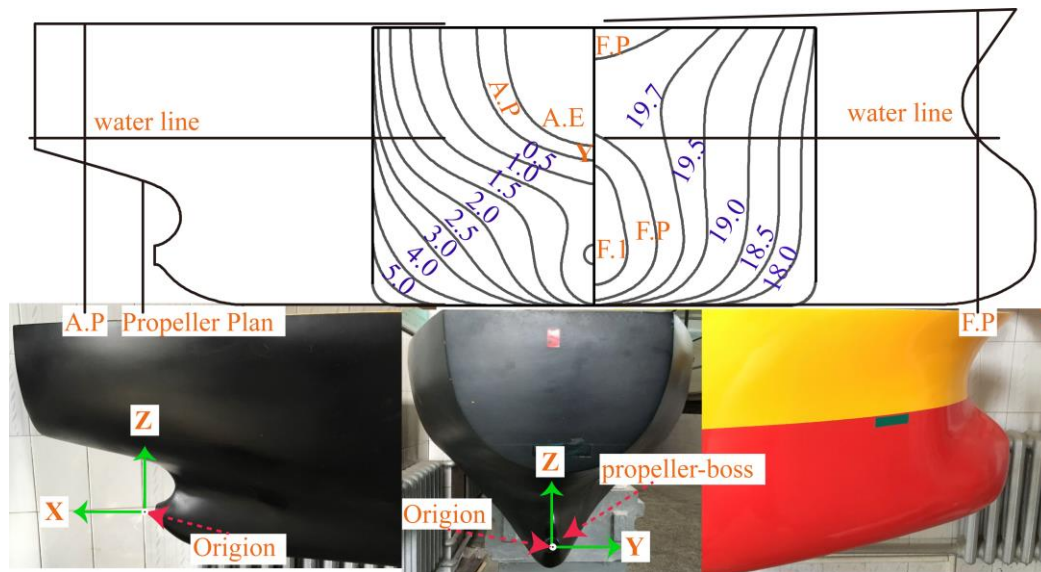 water line
A.P
A.E
Y
0.5
1.0
1.5
2.0
2.5
3.0
4.0
5.0
F.P
19.7
19.5
19.0
18.5
18.0
F.P
F.1
water line
A.P
Propeller Plan
F.P
Z
X
Origion
Z
propeller-boss
Origion
Y